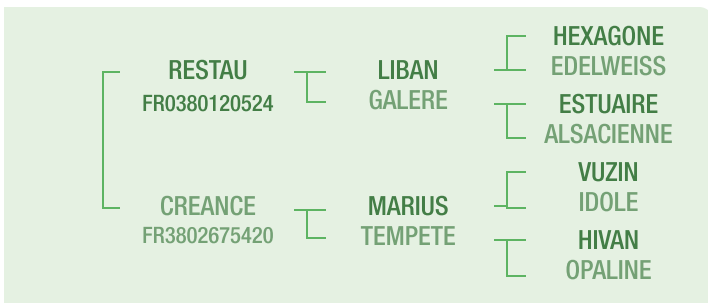 RESTAU
FR0380120524
LIBAN
GALERE
HEXAGONE
EDELWEISS
ESTUAIRE
ALSACIENNE
CREANCE
FR3802675420
MARIUS
TEMPETE
VUZIN
IDOLE
HIVAN
OPALINE